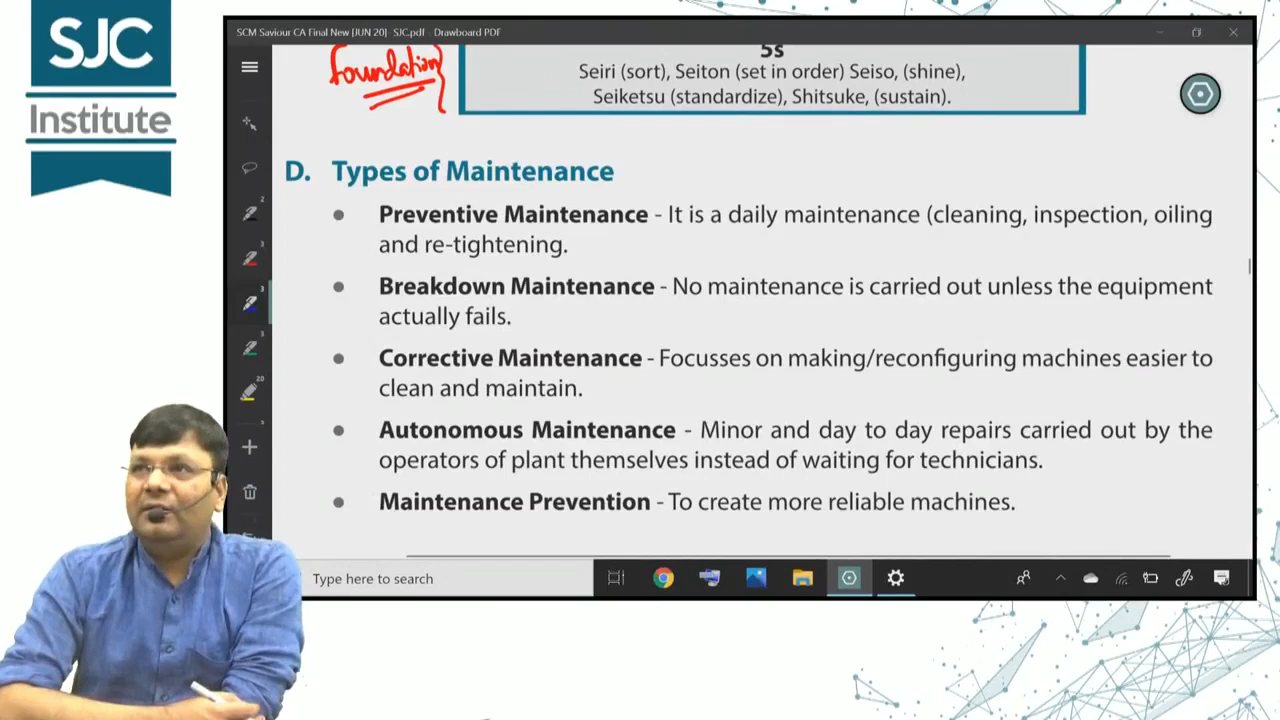 SJC
Institute
SCM Saviour CA Final New [JUN 20] SJC.pdf - Drawboard PDF
Foundation
5s
Seiri (sort), Seiton (set in order) Seiso, (shine),
Seiketsu (standardize), Shitsuke, (sustain).
D. Types of Maintenance
● Preventive Maintenance - It is a daily maintenance (cleaning, inspection, oiling
and re-tightening.
● Breakdown Maintenance - No maintenance is carried out unless the equipment
actually fails.
● Corrective Maintenance - Focusses on making/reconfiguring machines easier to
clean and maintain.
● Autonomous Maintenance - Minor and day to day repairs carried out by the
operators of plant themselves instead of waiting for technicians.
● Maintenance Prevention - To create more reliable machines.
2
3
3
3
20
Type here to search